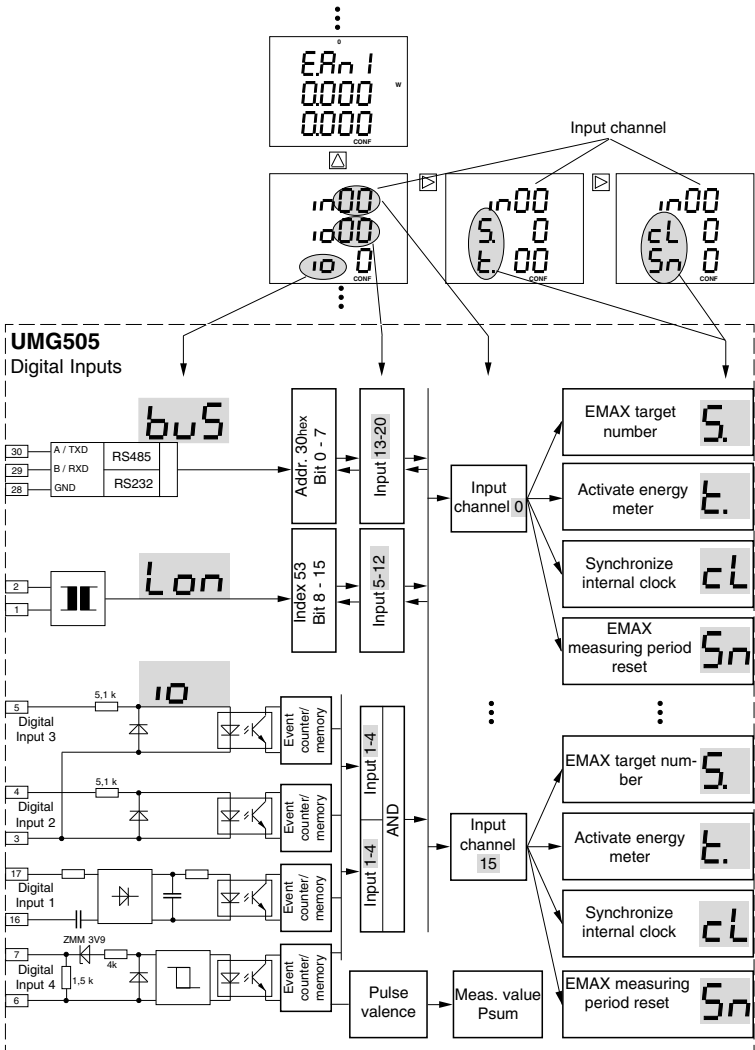 0
E.An1
0.000 W
0.000
CONF
Input channel
in00
io00
io 0
CONF
in00
S. 0
t. 00
CONF
in00
cL 0
Sn 0
CONF
UMG505
Digital Inputs
buS
30 A / TXD
29 B / RXD
28 GND
RS485
RS232
Addr. 30hex
Bit 0 - 7
Input 13-20
Lon
2
1
Index 53
Bit 8 - 15
Input 5-12
Input
channel 0
EMAX target
number
S.
Activate energy
meter
t.
Synchronize
internal clock
cL
EMAX
measuring period
reset
Sn
io
5
5,1 k
Digital
Input 3
Event
counter/
memory
4
5,1 k
Digital
Input 2
3
Event
counter/
memory
17
Digital
Input 1
16
Event
counter/
memory
7
ZMM 3V9
4k
Digital
Input 4
1,5 k
6
Event
counter/
memory
Input 1-4
Input 1-4
AND
Input
channel
15
EMAX target num-
ber
S.
Activate energy
meter
t.
Synchronize
internal clock
cL
EMAX measuring
period reset
Sn
Pulse
valence
Meas. value
Psum